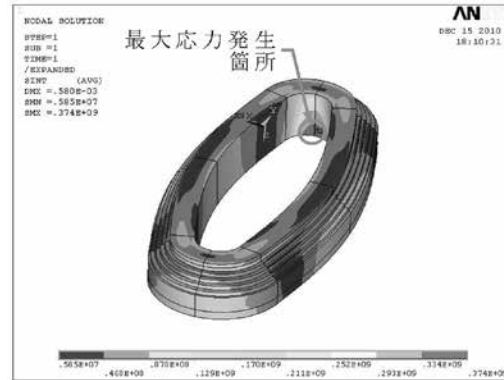 NODAL SOLUTION
STEP=1
SUB =1
TIME=1
/EXPANDED
SINT (AVG)
DMX =.580E-03
SMN =.585E+07
SMX =.374E+09
AN
DEC 15 2010
18:10:31
最大応力発生
箇所
.585E+07 .870E+08 .170E+09 .252E+09 .334E+09
.129E+09 .211E+09 .293E+09 .374E+09